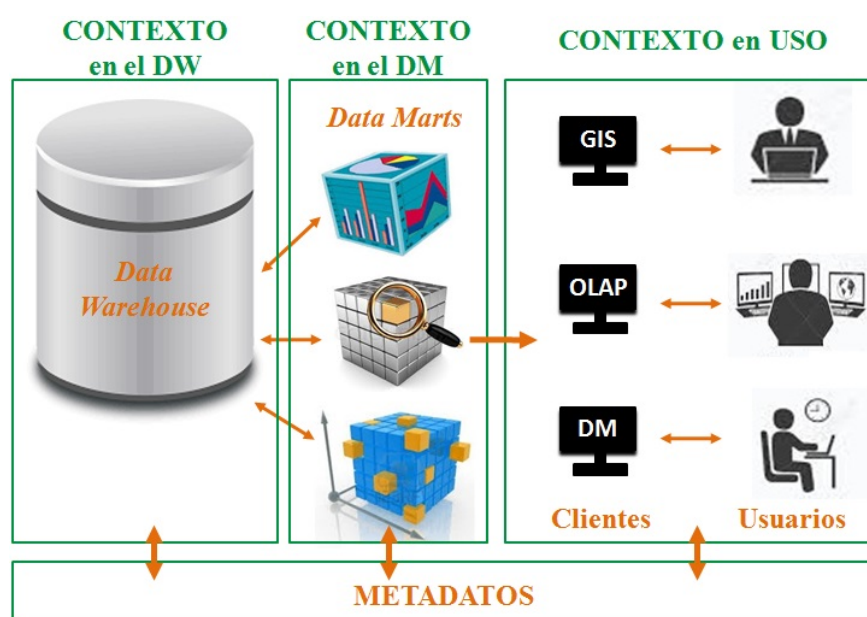 CONTEXTO
en el DW
CONTEXTO
en el DM
CONTEXTO en USO
Data
Warehouse
Data Marts
GIS
OLAP
DM
Clientes
Usuarios
METADATOS